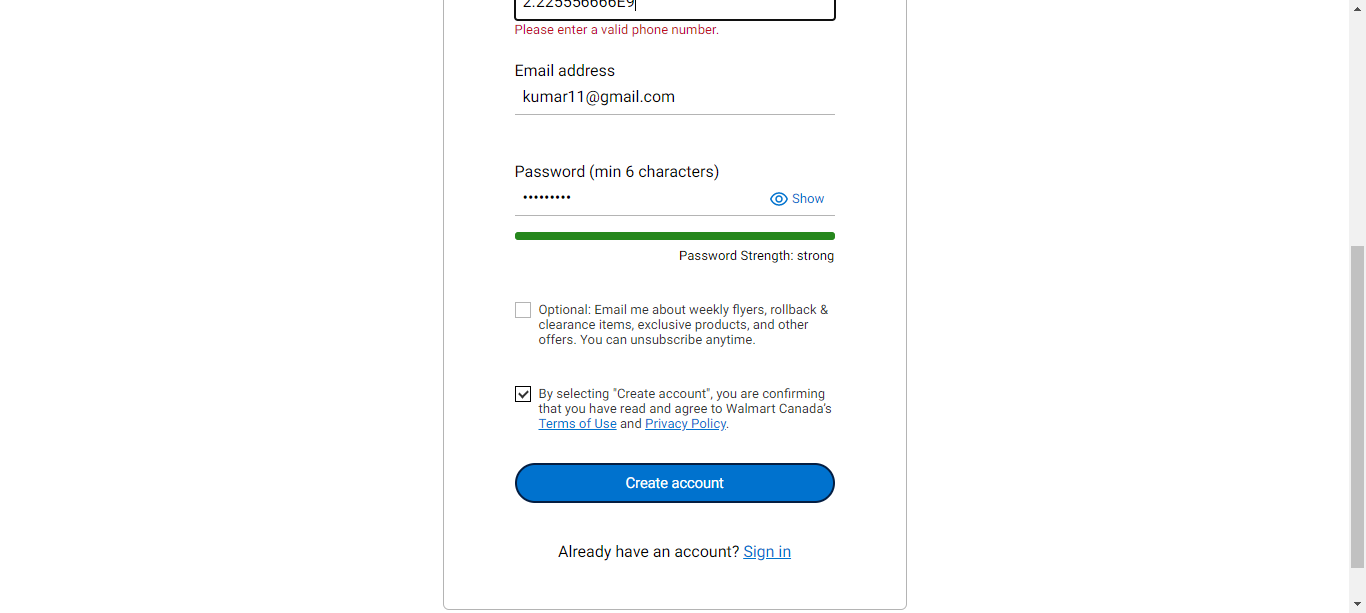 2.225556666E9
Please enter a valid phone number.
Email address
kumar11@gmail.com
Password (min 6 characters)
••••••••• Show
Password Strength: strong
Optional: Email me about weekly flyers, rollback &
clearance items, exclusive products, and other
offers. You can unsubscribe anytime.
By selecting "Create account", you are confirming
that you have read and agree to Walmart Canada's
Terms of Use and Privacy Policy.
Create account
Already have an account? Sign in